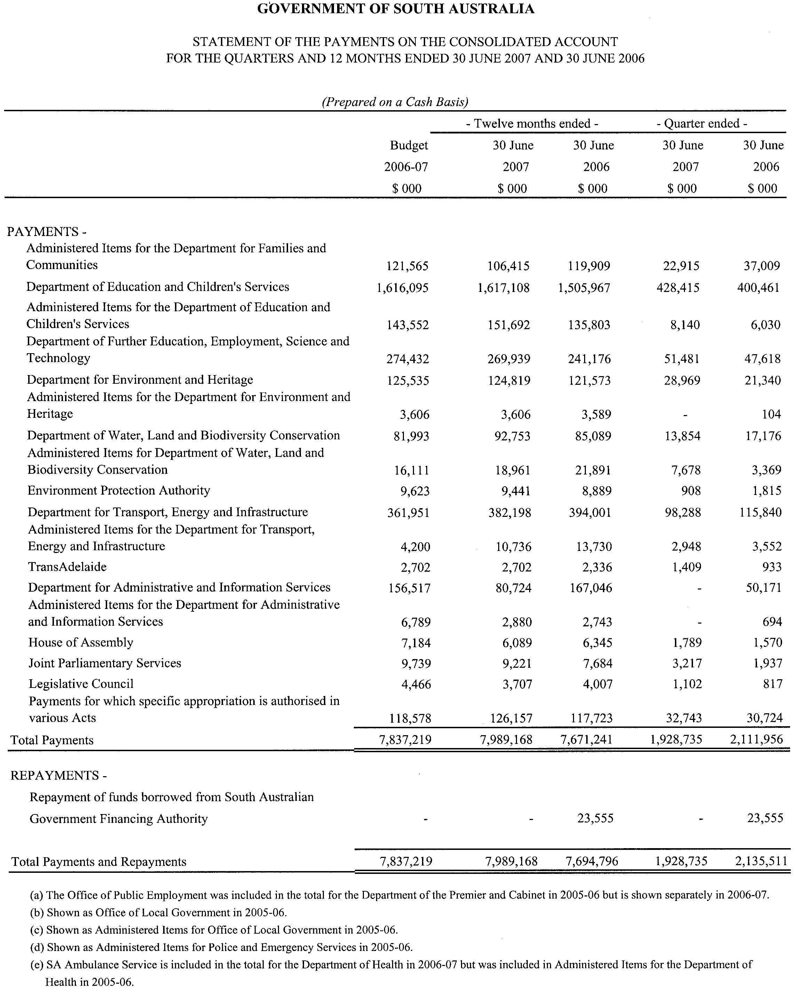 GOVERNMENT OF SOUTH AUSTRALIA
STATEMENT OF THE PAYMENTS ON THE CONSOLIDATED ACCOUNT
FOR THE QUARTERS AND 12 MONTHS ENDED 30 JUNE 2007 AND 30 JUNE 2006
(Prepared on a Cash Basis)
- Twelve months ended - - Quarter ended -
Budget 30 June 30 June 30 June 30 June
2006-07 2007 2006 2007 2006
$ 000 $ 000 $ 000 $ 000 $ 000
PAYMENTS -
Administered Items for the Department for Families and
Communities 121,565 106,415 119,909 22,915 37,009
Department of Education and Children's Services 1,616,095 1,617,108 1,505,967 428,415 400,461
Administered Items for the Department of Education and
Children's Services 143,552 151,692 135,803 8,140 6,030
Department of Further Education, Employment, Science and
Technology 274,432 269,939 241,176 51,481 47,618
Department for Environment and Heritage 125,535 124,819 121,573 28,969 21,340
Administered Items for the Department for Environment and
Heritage 3,606 3,606 3,589 - 104
Department of Water, Land and Biodiversity Conservation 81,993 92,753 85,089 13,854 17,176
Administered Items for Department of Water, Land and
Biodiversity Conservation 16,111 18,961 21,891 7,678 3,369
Environment Protection Authority 9,623 9,441 8,889 908 1,815
Department for Transport, Energy and Infrastructure 361,951 382,198 394,001 98,288 115,840
Administered Items for the Department for Transport,
Energy and Infrastructure 4,200 10,736 13,730 2,948 3,552
TransAdelaide 2,702 2,702 2,336 1,409 933
Department for Administrative and Information Services 156,517 80,724 167,046 - 50,171
Administered Items for the Department for Administrative
and Information Services 6,789 2,880 2,743 - 694
House of Assembly 7,184 6,089 6,345 1,789 1,570
Joint Parliamentary Services 9,739 9,221 7,684 3,217 1,937
Legislative Council 4,466 3,707 4,007 1,102 817
Payments for which specific appropriation is authorised in
various Acts 118,578 126,157 117,723 32,743 30,724
Total Payments 7,837,219 7,989,168 7,671,241 1,928,735 2,111,956
REPAYMENTS -
Repayment of funds borrowed from South Australian
Government Financing Authority - - 23,555 - 23,555
Total Payments and Repayments 7,837,219 7,989,168 7,694,796 1,928,735 2,135,511
(a) The Office of Public Employment was included in the total for the Department of the Premier and Cabinet in 2005-06 but is shown separately in 2006-07.
(b) Shown as Office of Local Government in 2005-06.
(c) Shown as Administered Items for Office of Local Government in 2005-06.
(d) Shown as Administered Items for Police and Emergency Services in 2005-06.
(e) SA Ambulance Service is included in the total for the Department of Health in 2006-07 but was included in Administered Items for the Department of
Health in 2005-06.